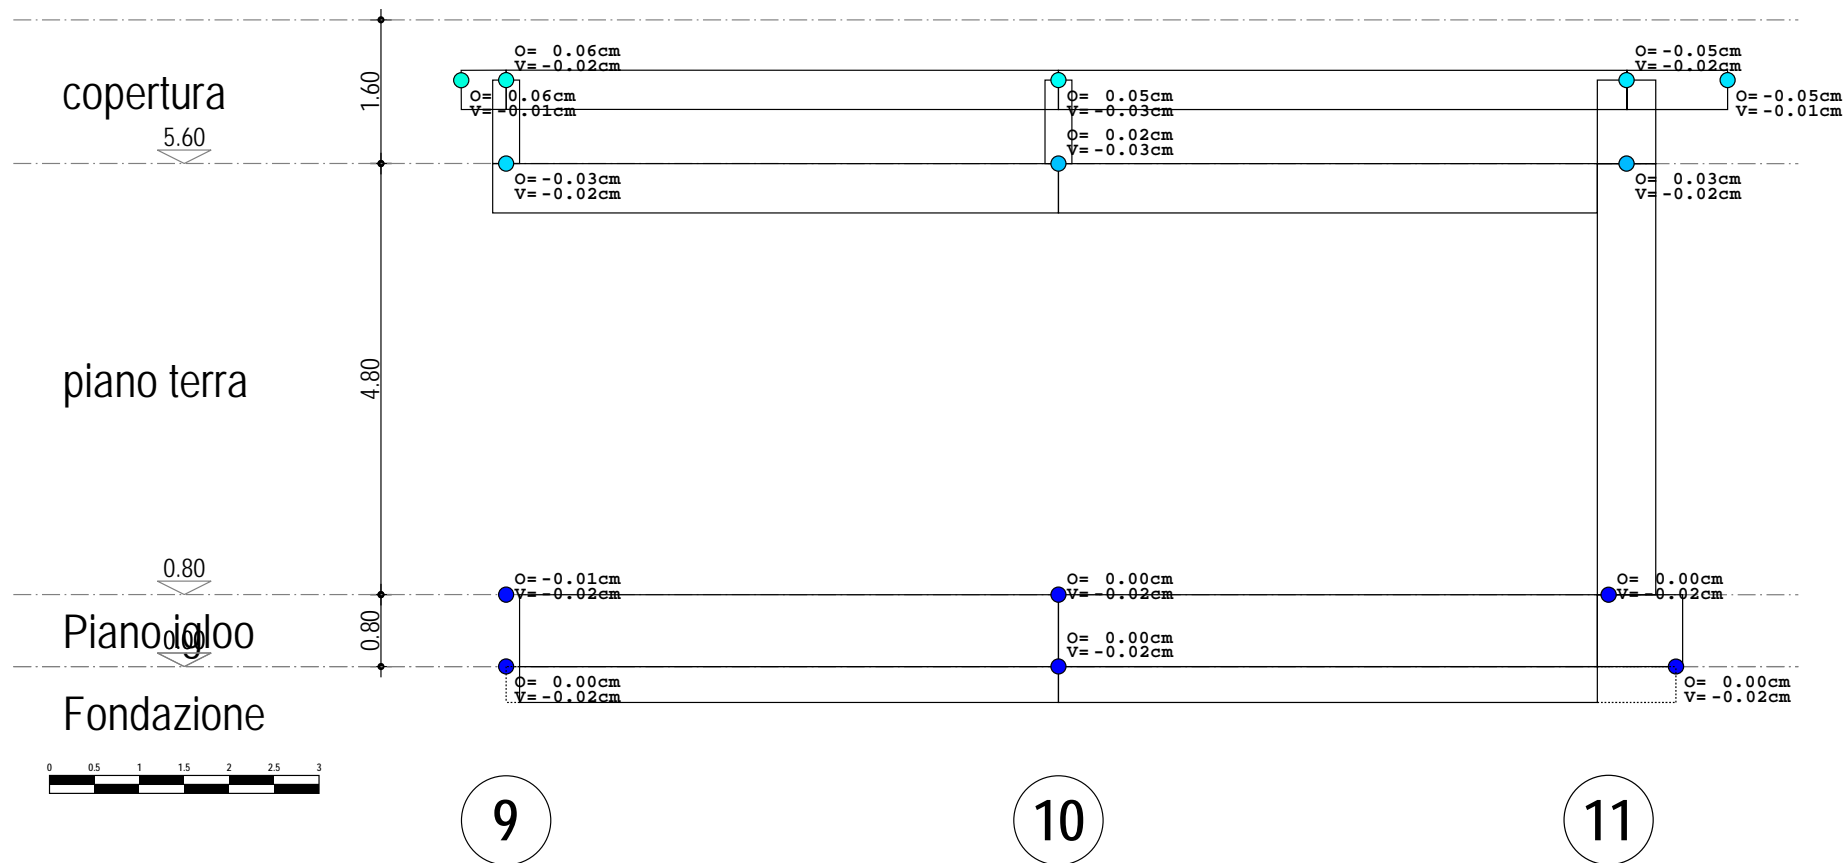 O= 0.06cm
V=-0.02cm
O=-0.05cm
V=-0.02cm
copertura
1.60
O= 0.06cm
V=-0.01cm
O= 0.05cm
V=-0.03cm
O=-0.05cm
V=-0.01cm
5.60
O= 0.02cm
V=-0.03cm
O=-0.03cm
V=-0.02cm
O= 0.03cm
V=-0.02cm
piano terra
4.80
0.80
O=-0.01cm
V=-0.02cm
O= 0.00cm
V=-0.02cm
O= 0.00cm
V=-0.02cm
Piano igloo
0.00
0.80
O= 0.00cm
V=-0.02cm
O= 0.00cm
V=-0.02cm
O= 0.00cm
V=-0.02cm
Fondazione
0 0.5 1 1.5 2 2.5 3
9 10 11